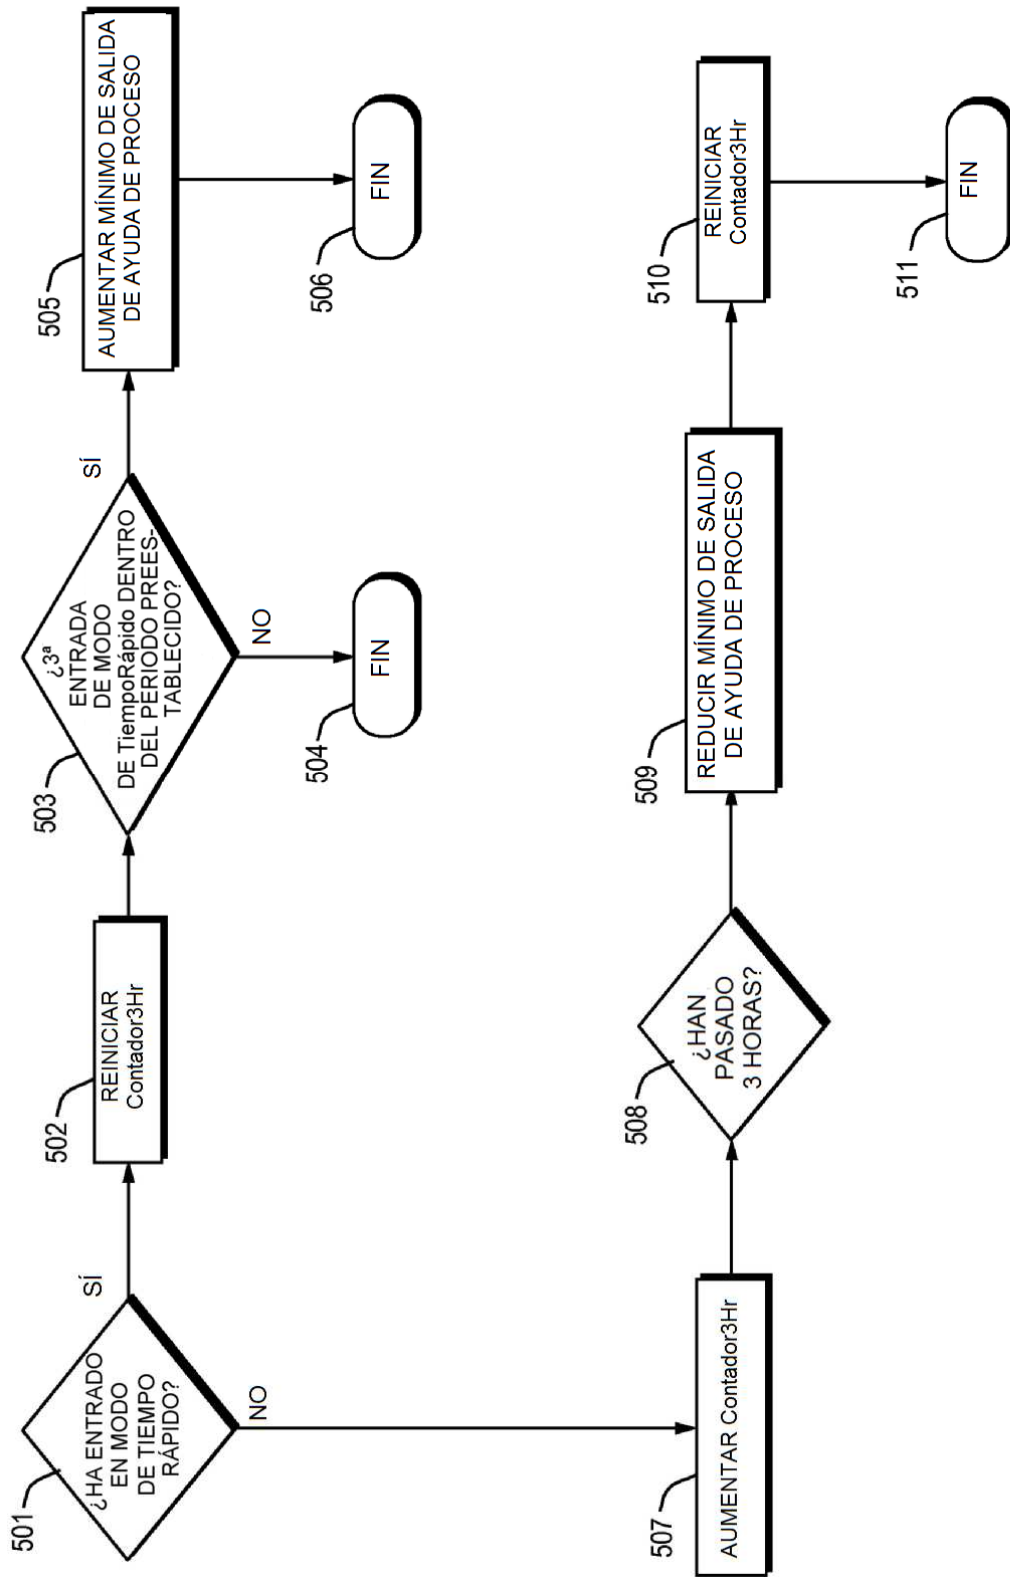 501
¿HA ENTRADO
EN MODO
DE TIEMPO
RÁPIDO?
SÍ
NO
502
REINICIAR
Contador3Hr
503
¿3ª
ENTRADA
DE MODO
DE TiempoRápido DENTRO
DEL PERIODO PREES-
TABLECIDO?
SÍ
NO
504
FIN
505
AUMENTAR MÍNIMO DE SALIDA
DE AYUDA DE PROCESO
506
FIN
507
AUMENTAR Contador3Hr
508
¿HAN
PASADO
3 HORAS?
509
REDUCIR MÍNIMO DE SALIDA
DE AYUDA DE PROCESO
510
REINICIAR
Contador3Hr
511
FIN